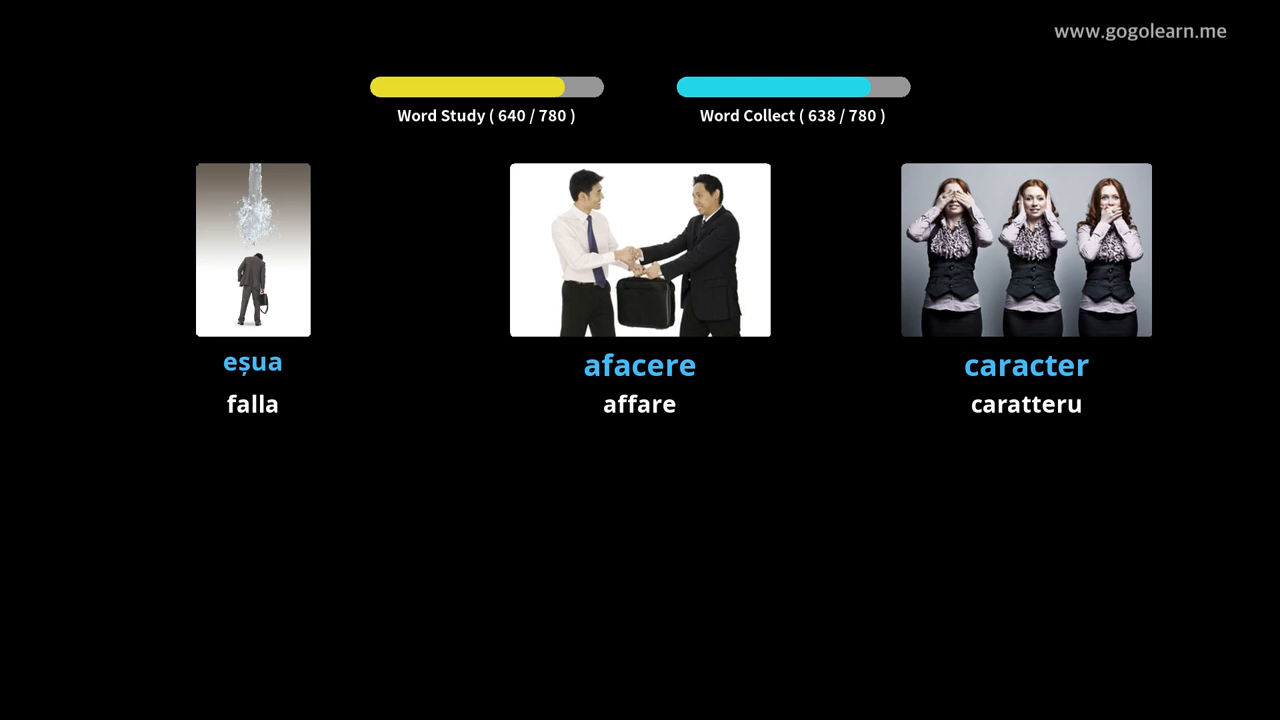 www.gogolearn.me
Word Study ( 640 / 780 )
Word Collect ( 638 / 780 )
eșua
afacere
caracter
falla
affare
caratteru